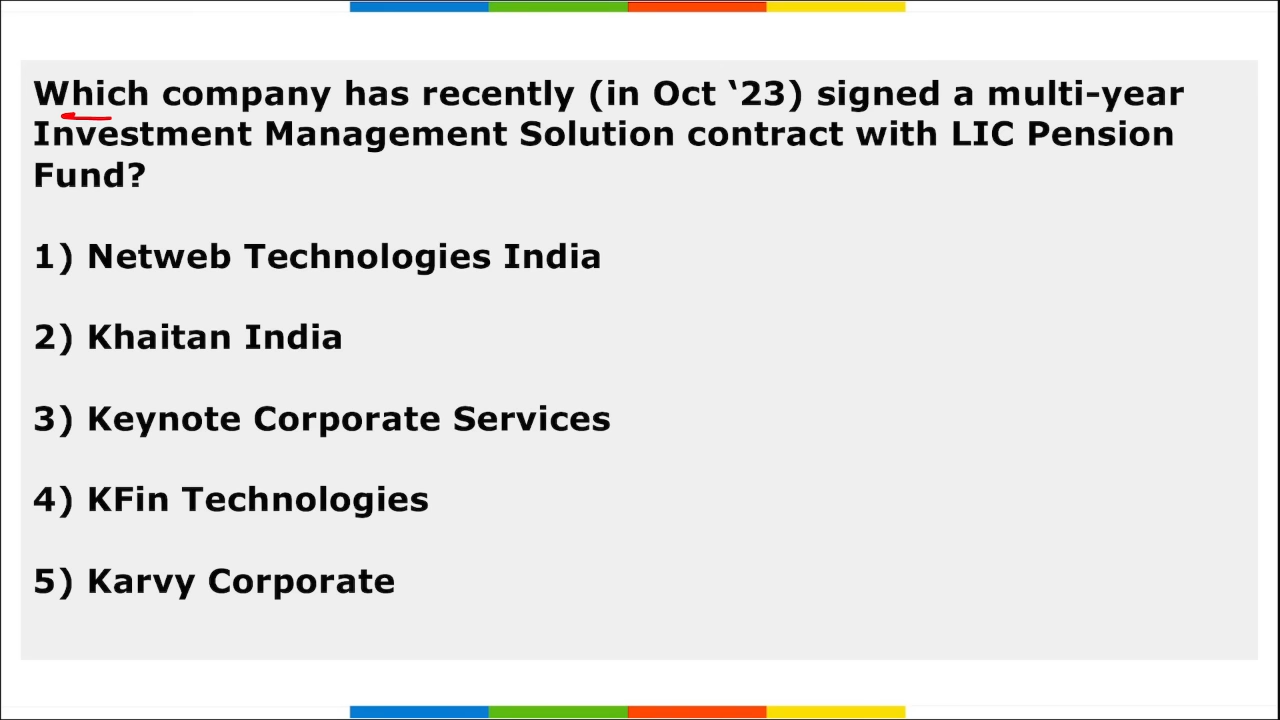 Which company has recently (in Oct ‘23) signed a multi-year
Investment Management Solution contract with LIC Pension
Fund?
1) Netweb Technologies India
2) Khaitan India
3) Keynote Corporate Services
4) KFin Technologies
5) Karvy Corporate